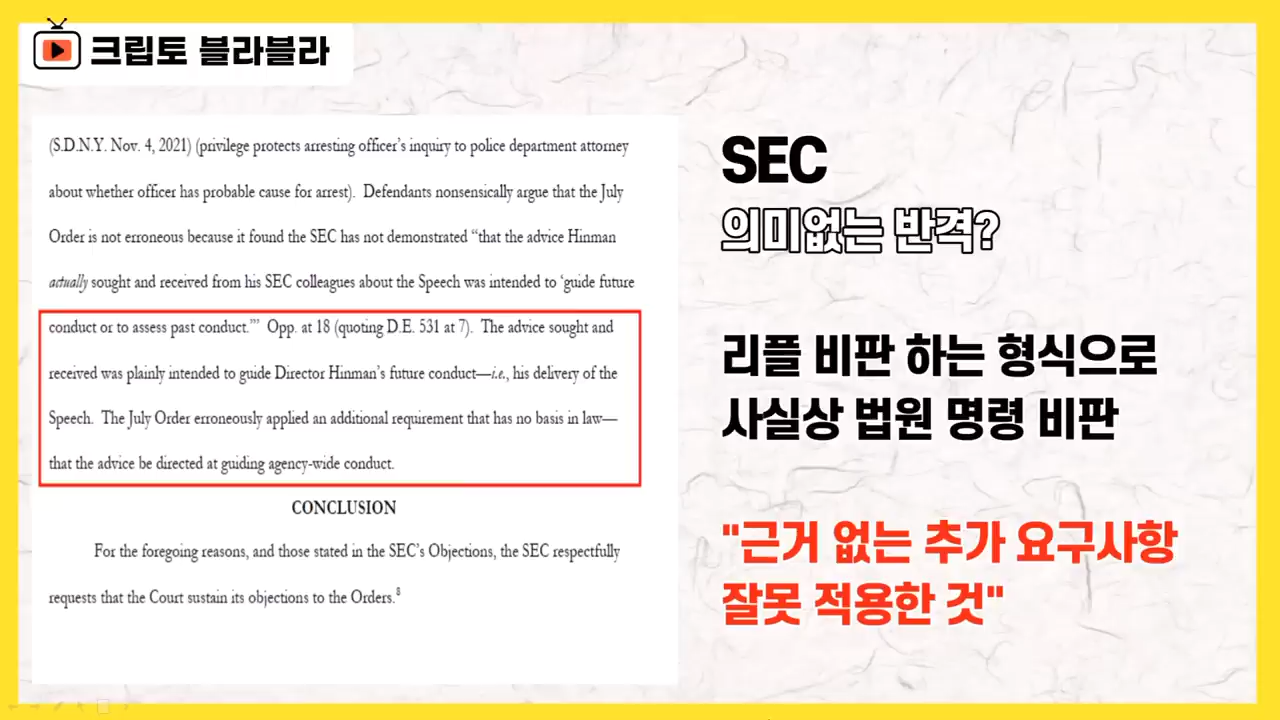 크립토 블라블라
(S.D.N.Y. Nov. 4, 2021) (privilege protects arresting officer's inquiry to police department attorney
about whether officer has probable cause for arrest).  Defendants nonsensically argue that the July
Order is not erroneous because it found the SEC has not demonstrated “that the advice Hinman
actually sought and received from his SEC colleagues about the Speech was intended to ‘guide future
conduct or to assess past conduct.’”  Opp. at 18 (quoting D.E. 531 at 7).  The advice sought and
received was plainly intended to guide Director Hinman's future conduct—i.e., his delivery of the
Speech.  The July Order erroneously applied an additional requirement that has no basis in law—
that the advice be directed at guiding agency-wide conduct.
CONCLUSION
For the foregoing reasons, and those stated in the SEC's Objections, the SEC respectfully
requests that the Court sustain its objections to the Orders.⁸
SEC
의미없는 반격?
리플 비판 하는 형식으로
사실상 법원 명령 비판
"근거 없는 추가 요구사항
잘못 적용한 것"